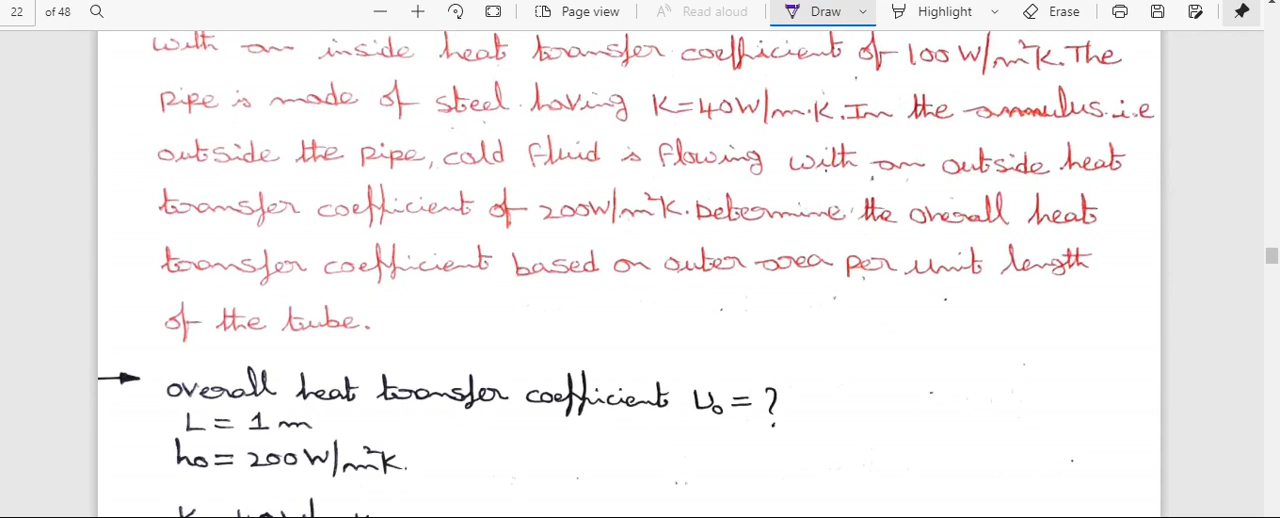 22 of 48 Page view Read aloud Draw Highlight Erase
with an inside heat transfer coefficient of 100 W/m²K. The
pipe is made of steel having K=40W/m.K. In the annulus. i.e
outside the pipe, cold fluid is flowing with an outside heat
transfer coefficient of 200W/m²K. Determine the overall heat
transfer coefficient based on outer area per unit length
of the tube.
→ overall heat transfer coefficient U₀ = ?
L = 1 m
ho = 200 W/m²K.